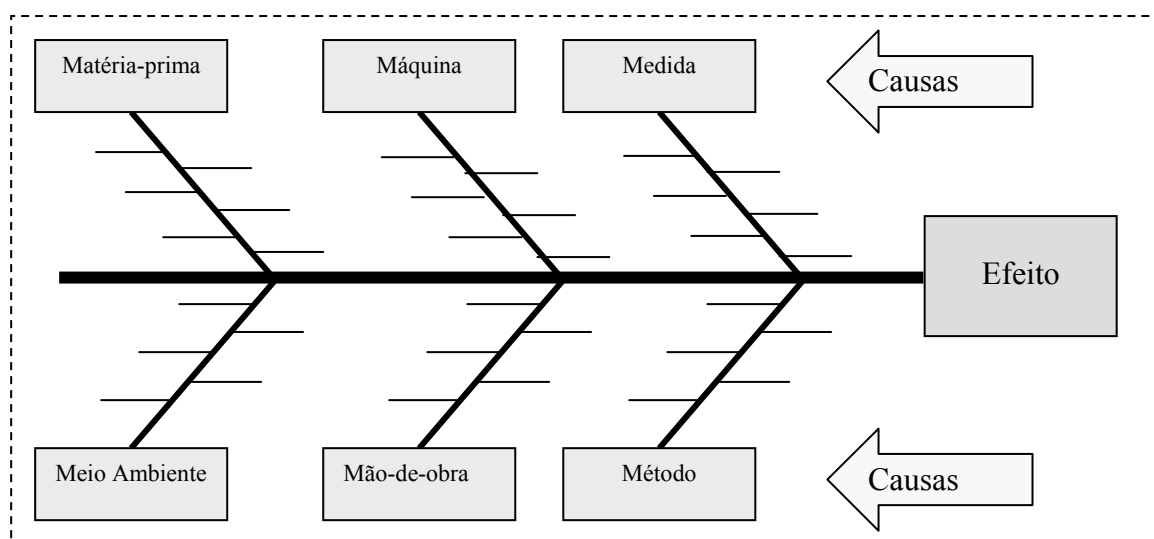 Matéria-prima
Máquina
Medida
Causas
Efeito
Meio Ambiente
Mão-de-obra
Método
Causas